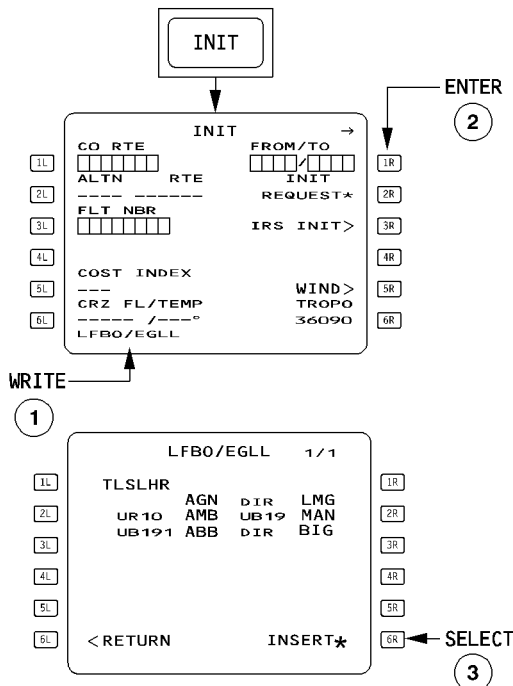 INIT
ENTER
2
INIT →
CO RTE FROM/TO
1L / 1R
ALTN RTE INIT
2L ---- ------ REQUEST* 2R
FLT NBR
3L IRS INIT> 3R
4L 4R
COST INDEX
5L --- WIND> 5R
CRZ FL/TEMP TROPO
6L ----- /---° 36090 6R
LFBO/EGLL
WRITE
1
LFBO/EGLL 1/1
1L TLSLHR 1R
AGN DIR LMG
2L UR10 AMB UB19 MAN 2R
UB191 ABB DIR BIG
3L 3R
4L 4R
5L 5R
6L <RETURN INSERT* 6R SELECT
3